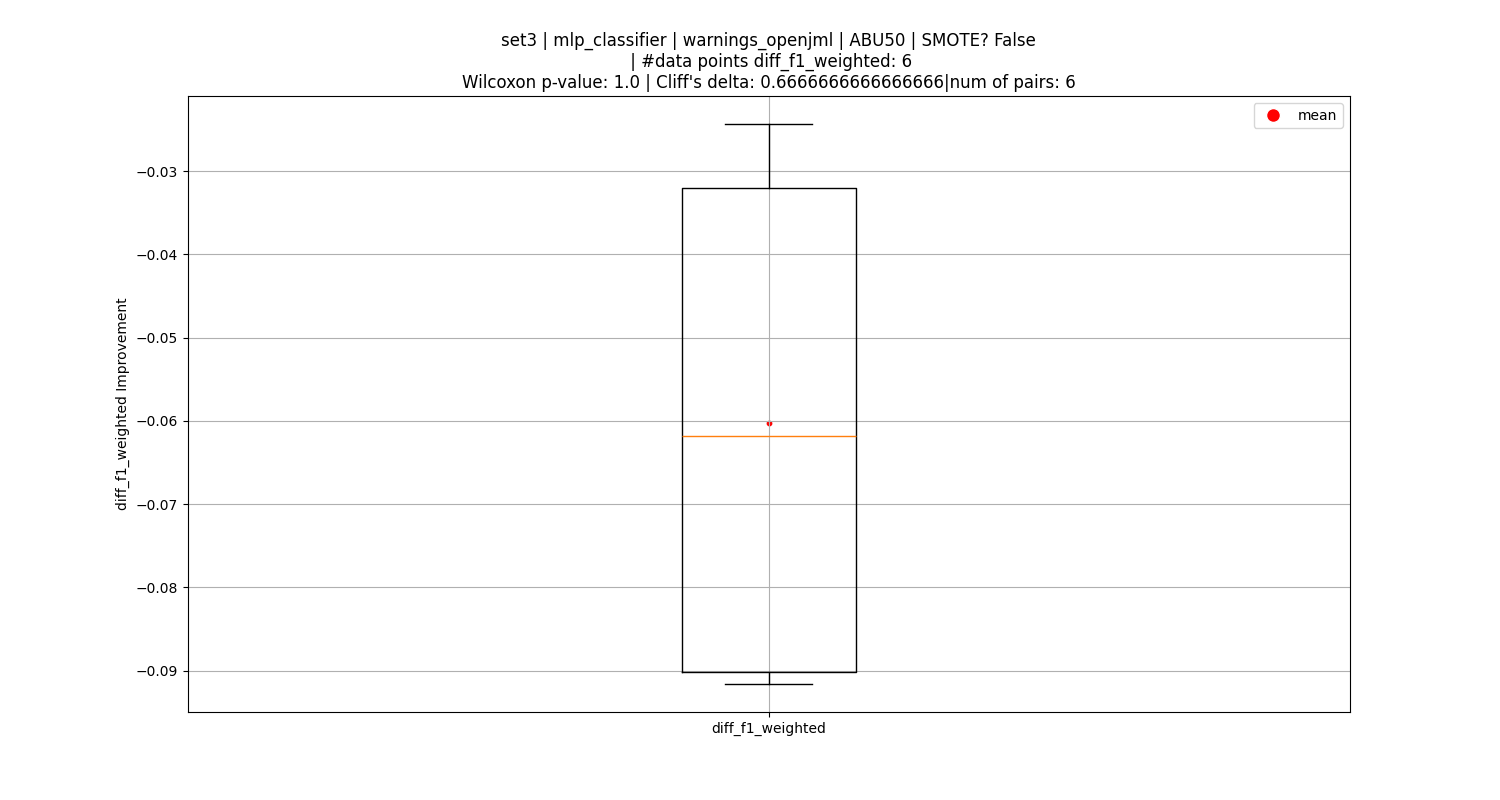 set3 | mlp_classifier | warnings_openjml | ABU50 | SMOTE? False
| #data points diff_f1_weighted: 6
Wilcoxon p-value: 1.0 | Cliff's delta: 0.6666666666666666|num of pairs: 6
mean
−0.03
−0.04
−0.05
−0.06
−0.07
−0.08
−0.09
diff_f1_weighted Improvement
diff_f1_weighted